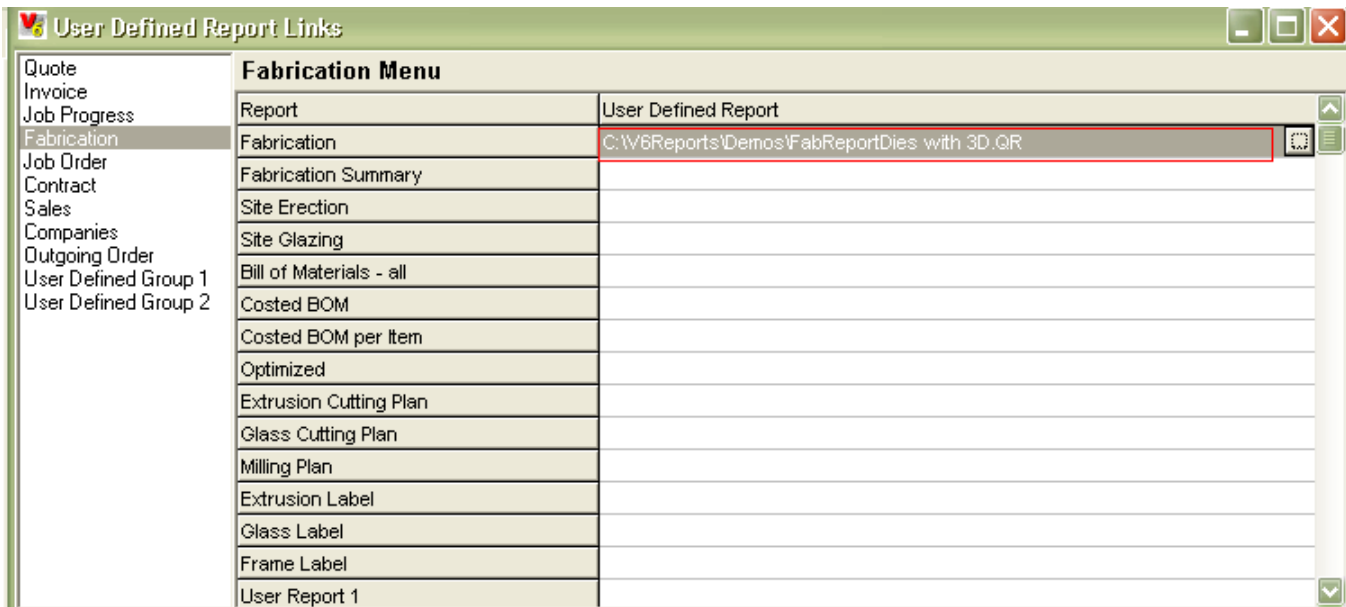 User Defined Report Links
Quote
Invoice
Job Progress
Fabrication
Job Order
Contract
Sales
Companies
Outgoing Order
User Defined Group 1
User Defined Group 2
Fabrication Menu
Report User Defined Report
Fabrication C:\V6Reports\Demos\FabReportDies with 3D.QR
Fabrication Summary
Site Erection
Site Glazing
Bill of Materials - all
Costed BOM
Costed BOM per Item
Optimized
Extrusion Cutting Plan
Glass Cutting Plan
Milling Plan
Extrusion Label
Glass Label
Frame Label
User Report 1